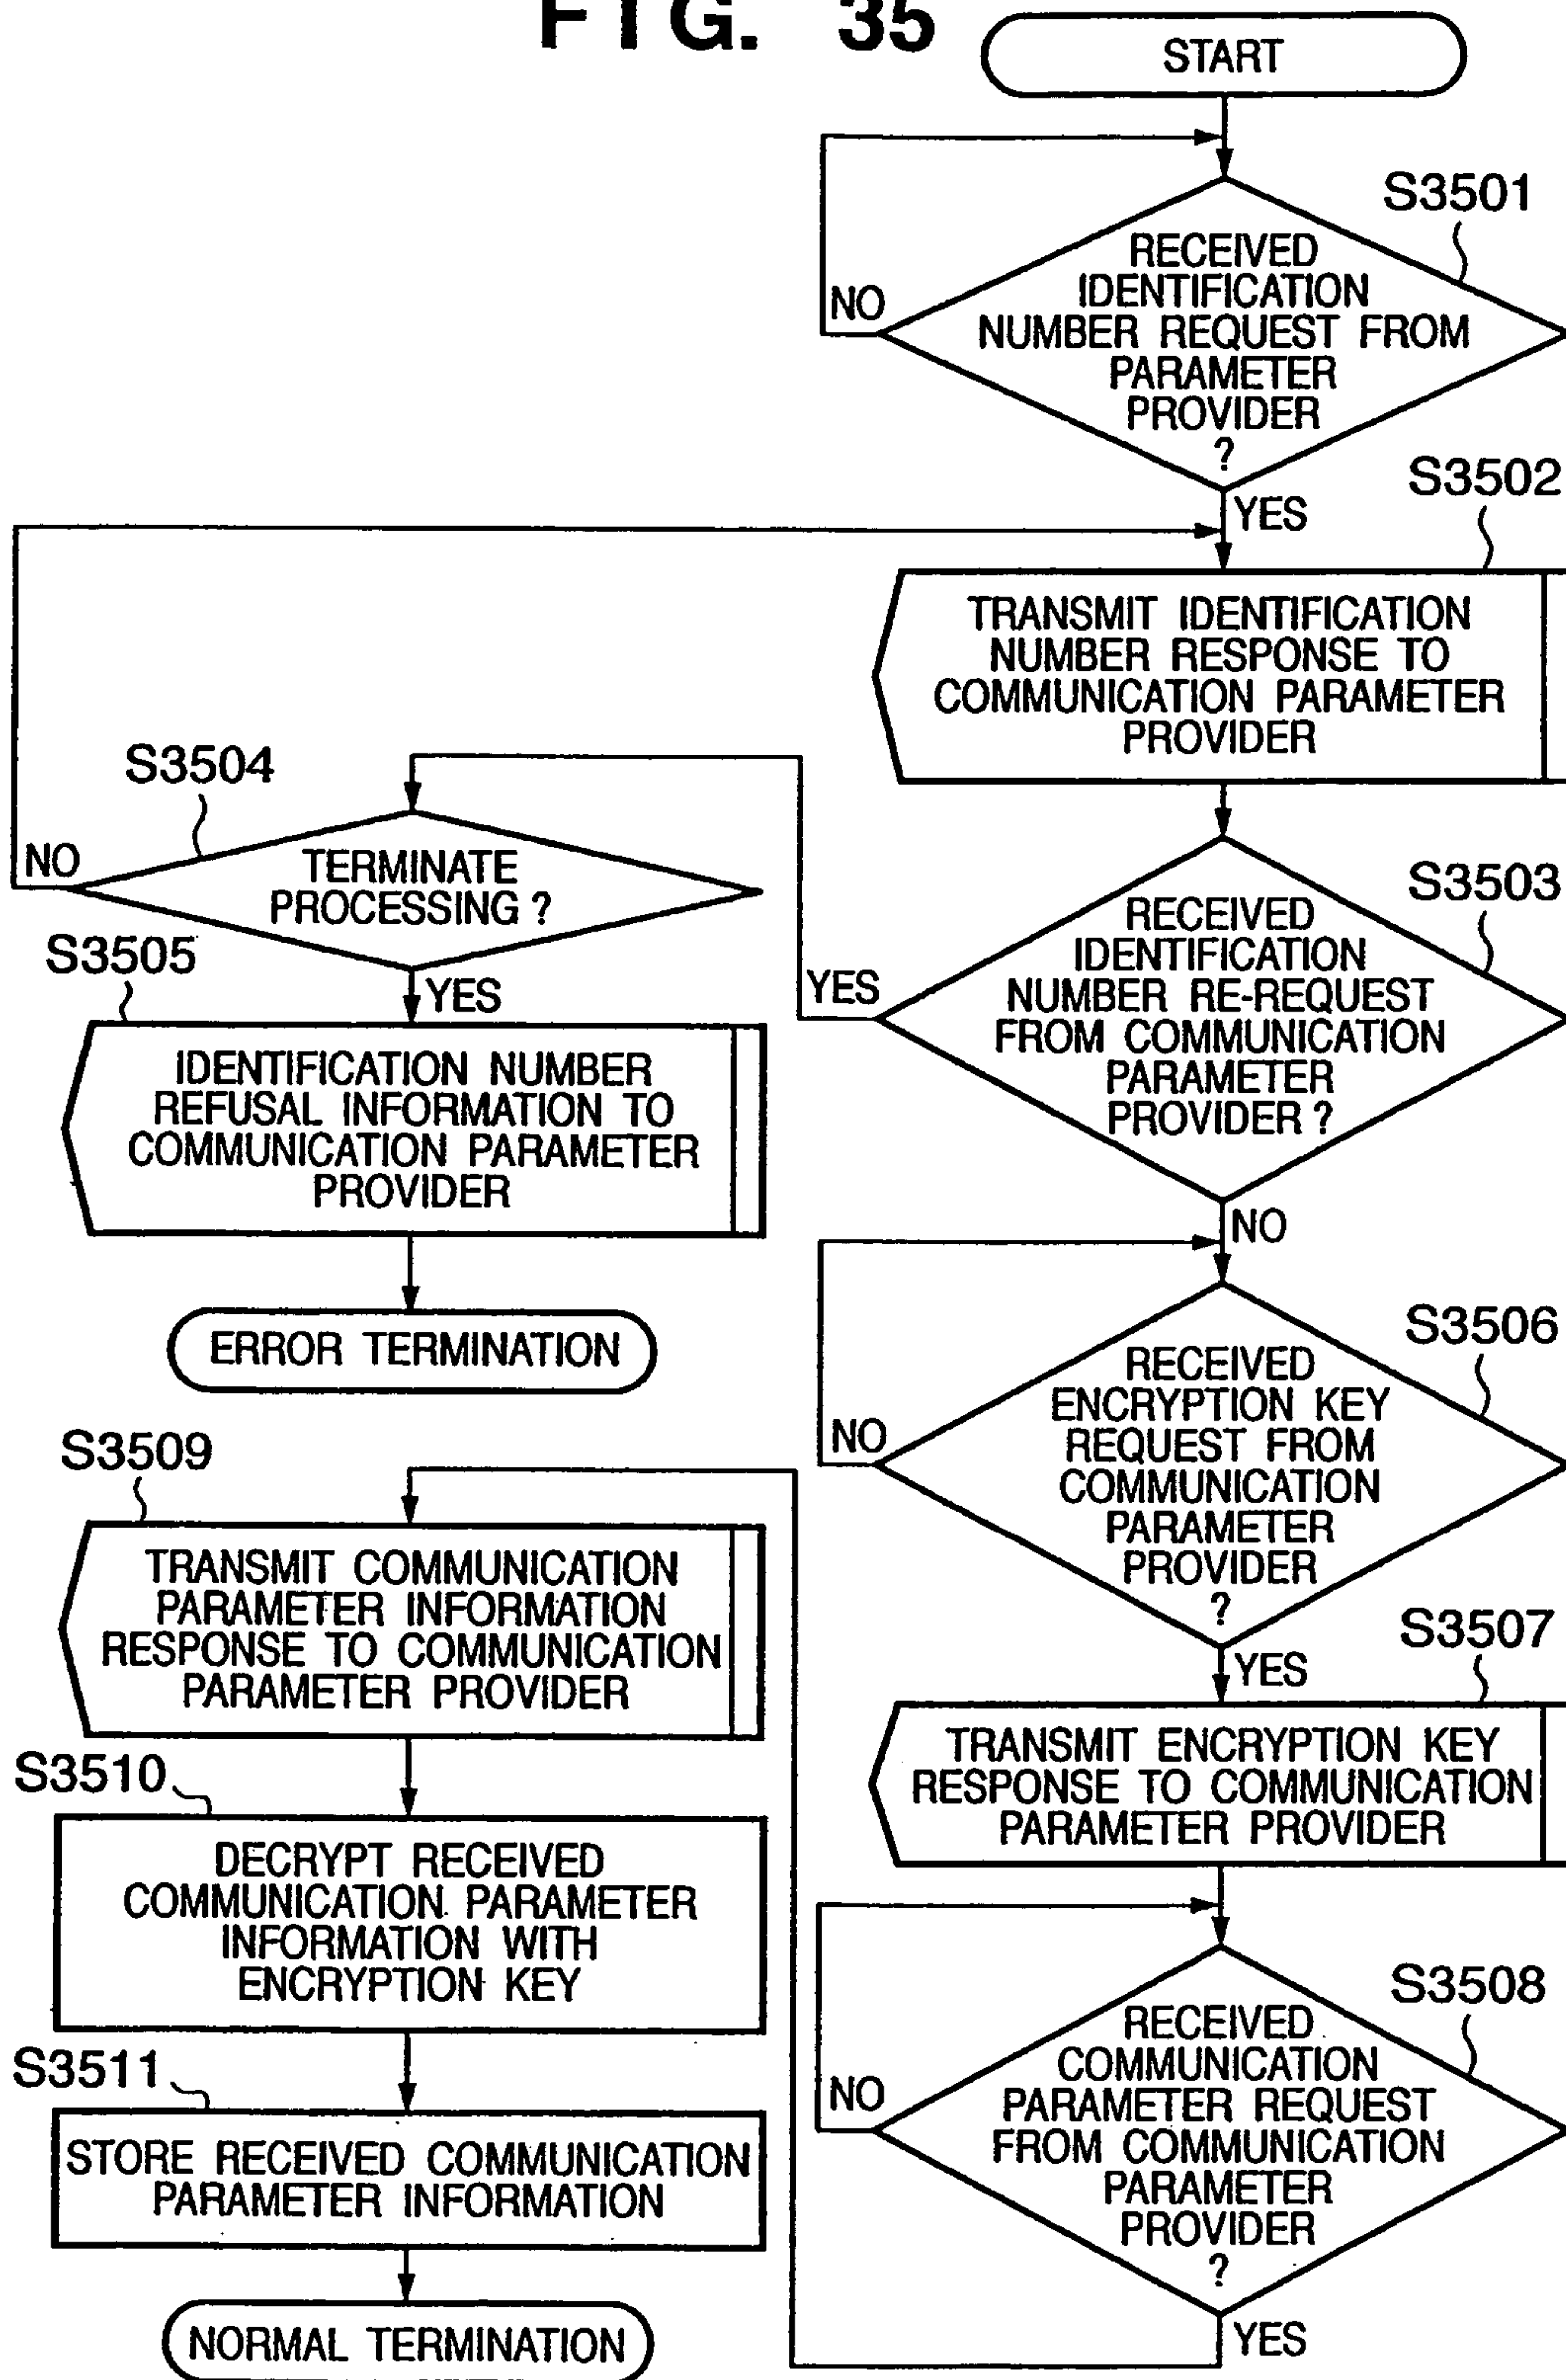 FIG. 35
START
S3501
RECEIVED
IDENTIFICATION
NUMBER REQUEST FROM
PARAMETER
PROVIDER
?
NO
YES
S3502
TRANSMIT IDENTIFICATION
NUMBER RESPONSE TO
COMMUNICATION PARAMETER
PROVIDER
S3503
RECEIVED
IDENTIFICATION
NUMBER RE-REQUEST
FROM COMMUNICATION
PARAMETER
PROVIDER ?
YES
NO
S3504
TERMINATE
PROCESSING ?
NO
YES
S3505
IDENTIFICATION NUMBER
REFUSAL INFORMATION TO
COMMUNICATION PARAMETER
PROVIDER
ERROR TERMINATION
S3506
RECEIVED
ENCRYPTION KEY
REQUEST FROM
COMMUNICATION
PARAMETER
PROVIDER
?
NO
YES
S3507
TRANSMIT ENCRYPTION KEY
RESPONSE TO COMMUNICATION
PARAMETER PROVIDER
S3508
RECEIVED
COMMUNICATION
PARAMETER REQUEST
FROM COMMUNICATION
PARAMETER
PROVIDER
?
NO
YES
S3509
TRANSMIT COMMUNICATION
PARAMETER INFORMATION
RESPONSE TO COMMUNICATION
PARAMETER PROVIDER
S3510
DECRYPT RECEIVED
COMMUNICATION PARAMETER
INFORMATION WITH
ENCRYPTION KEY
S3511
STORE RECEIVED COMMUNICATION
PARAMETER INFORMATION
NORMAL TERMINATION